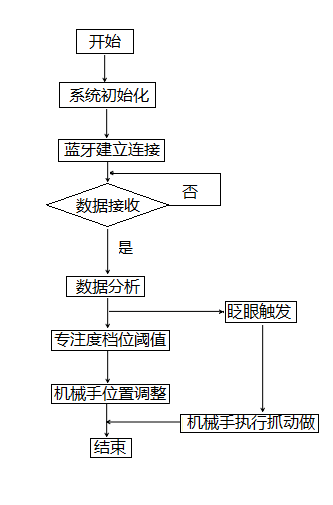 开始
系统初始化
蓝牙建立连接
否
数据接收
是
数据分析
眨眼触发
专注度档位阈值
机械手位置调整
机械手执行抓动做
结束